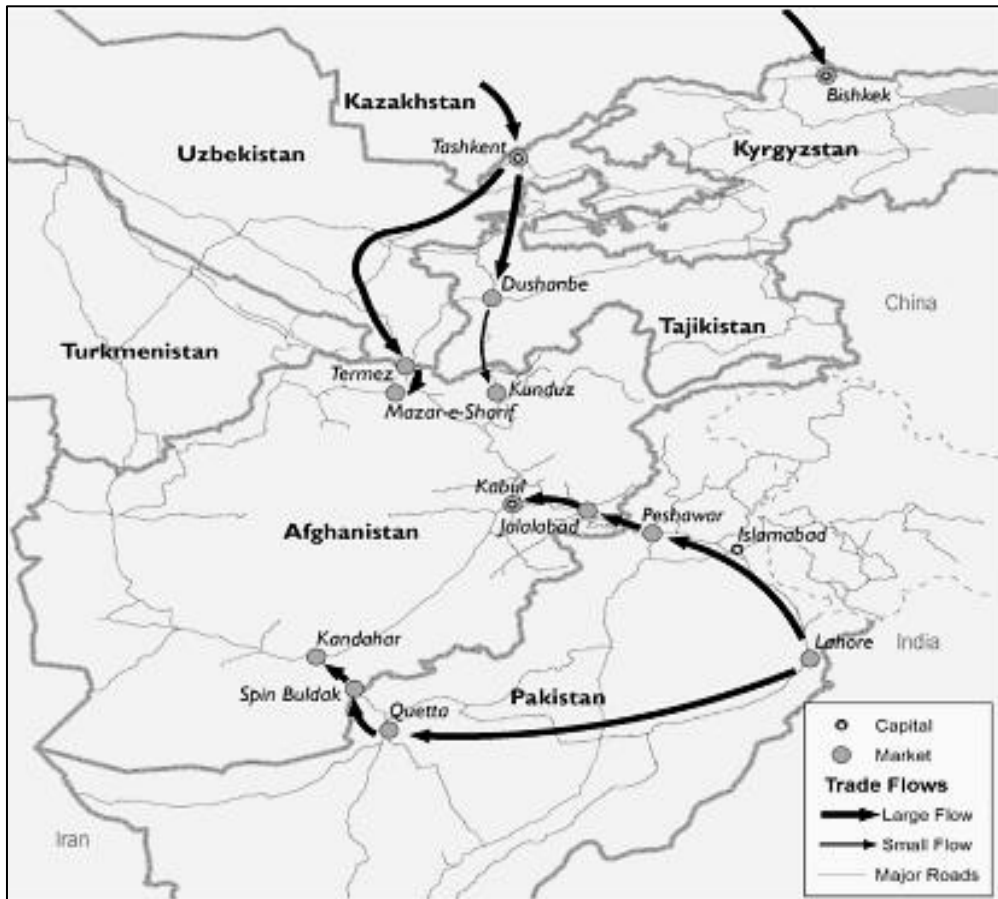 Bishkek
Kazakhstan
Tashkent
Uzbekistan
Kyrgyzstan
Dushanbe
China
Tajikistan
Turkmenistan
Termez
Kunduz
Mazar-e-Sharif
Kabul
Afghanistan
Jalalabad
Peshawar
Islamabad
Kandahar
Lahore
India
Spin Buldak
Pakistan
Quetta
Iran
Capital
Market
Trade Flows
Large Flow
Small Flow
Major Roads